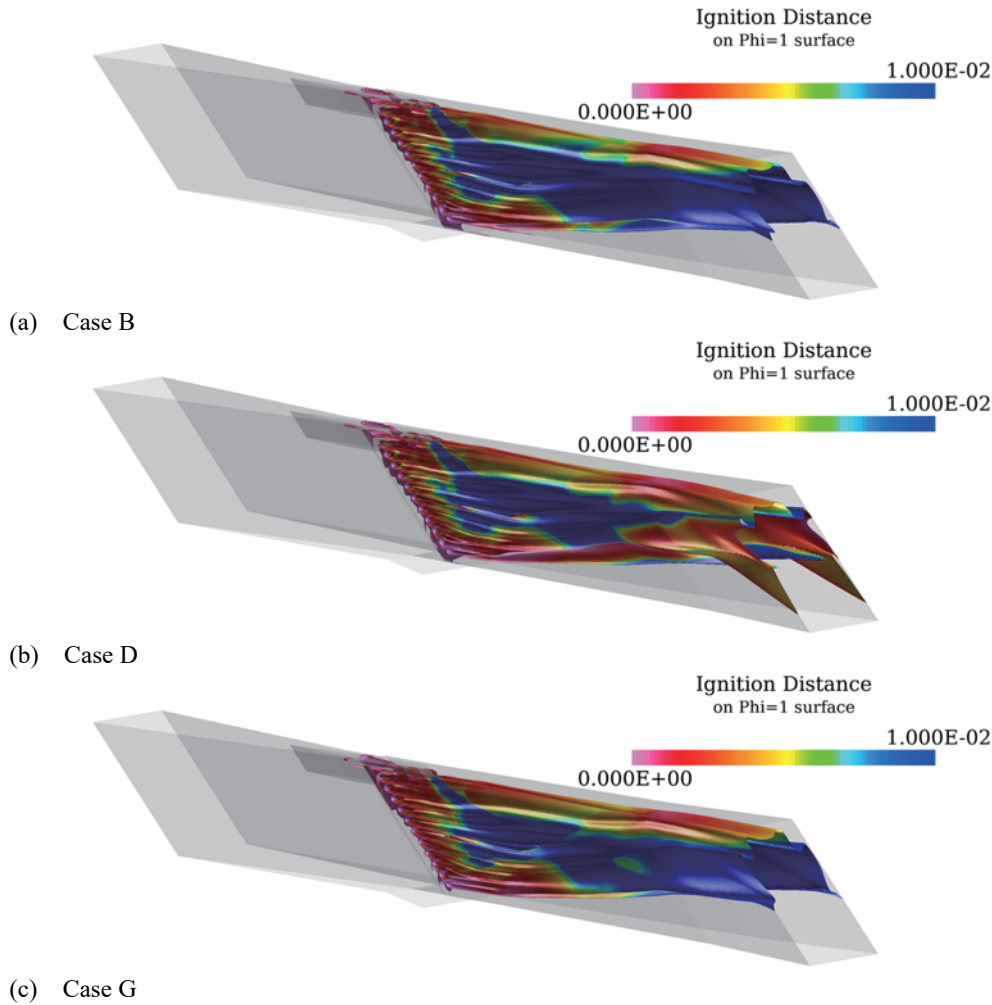 Ignition Distance
on Phi=1 surface
1.000E-02
0.000E+00
(a) Case B
Ignition Distance
on Phi=1 surface
1.000E-02
0.000E+00
(b) Case D
Ignition Distance
on Phi=1 surface
1.000E-02
0.000E+00
(c) Case G